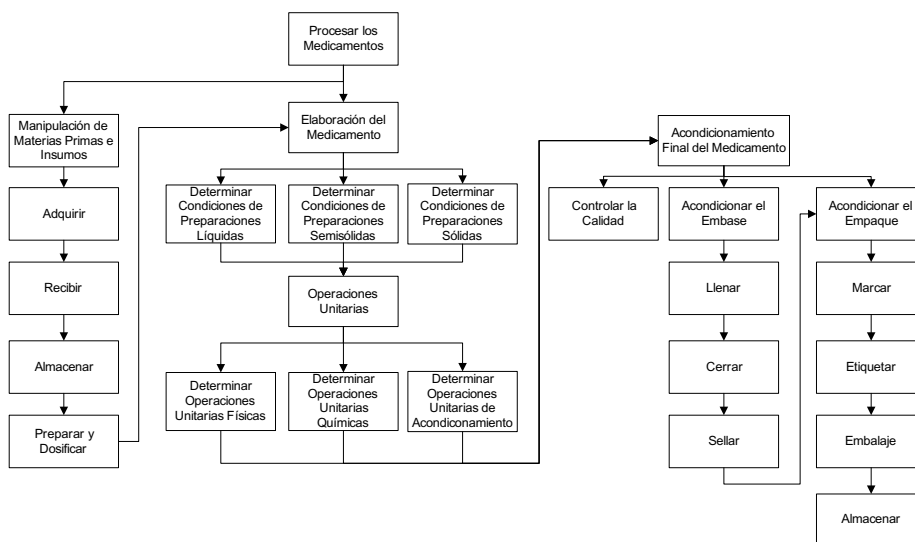 Procesar los
Medicamentos
Manipulación de
Materias Primas e
Insumos
Adquirir
Recibir
Almacenar
Preparar y
Dosificar
Elaboración del
Medicamento
Determinar
Condiciones de
Preparaciones
Líquidas
Determinar
Condiciones de
Preparaciones
Semisólidas
Determinar
Condiciones de
Preparaciones
Sólidas
Operaciones
Unitarias
Determinar
Operaciones
Unitarias Físicas
Determinar
Operaciones
Unitarias
Químicas
Determinar
Operaciones
Unitarias de
Acondiconamiento
Acondicionamiento
Final del Medicamento
Controlar la
Calidad
Acondicionar el
Embase
Llenar
Cerrar
Sellar
Acondicionar el
Empaque
Marcar
Etiquetar
Embalaje
Almacenar